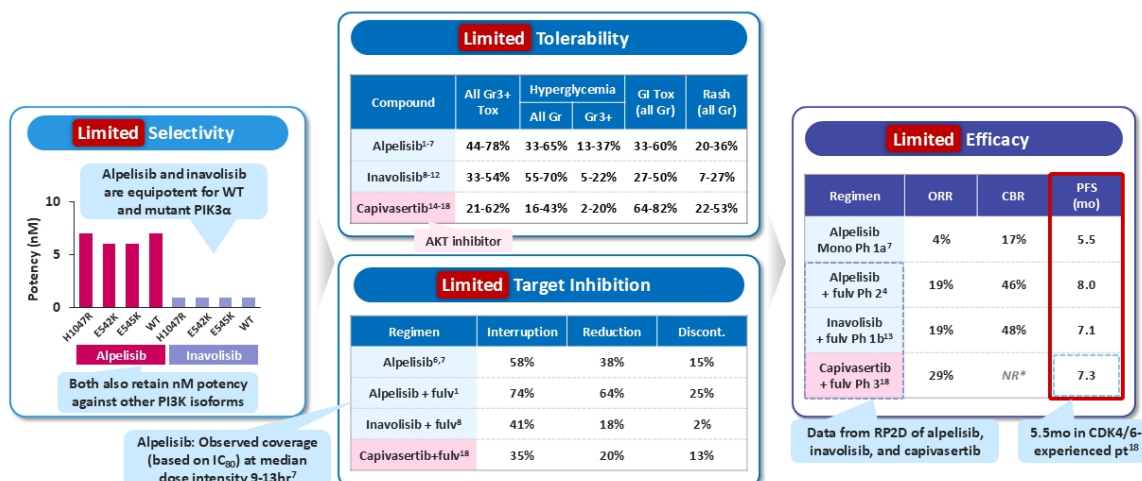 Limited Selectivity
Alpelisib and inavolisib
are equipotent for WT
and mutant PIK3α
Potency (nM)
10
5
0
H1047R E542K E545K WT H1047R E542K E545K WT
Alpelisib Inavolisib
Both also retain nM potency
against other PI3K isoforms
Limited Tolerability
Compound All Gr3+ Tox Hyperglycemia GI Tox (all Gr) Rash (all Gr)
All Gr Gr3+
Alpelisib1-7 44-78% 33-65% 13-37% 33-60% 20-36%
Inavolisib8-12 33-54% 55-70% 5-22% 27-50% 7-27%
Capivasertib14-18 21-62% 16-43% 2-20% 64-82% 22-53%
AKT inhibitor
Limited Target Inhibition
Regimen Interruption Reduction Discont.
Alpelisib6,7 58% 38% 15%
Alpelisib + fulv1 74% 64% 25%
Inavolisib + fulv8 41% 18% 2%
Capivasertib+fulv18 35% 20% 13%
Alpelisib: Observed coverage
(based on IC80) at median
dose intensity 9-13hr7
Limited Efficacy
Regimen ORR CBR PFS (mo)
Alpelisib
Mono Ph 1a7 4% 17% 5.5
Alpelisib
+ fulv Ph 24 19% 46% 8.0
Inavolisib
+ fulv Ph 1b13 19% 48% 7.1
Capivasertib
+ fulv Ph 318 29% NR* 7.3
Data from RP2D of alpelisib,
inavolisib, and capivasertib
5.5mo in CDK4/6-
experienced pt18